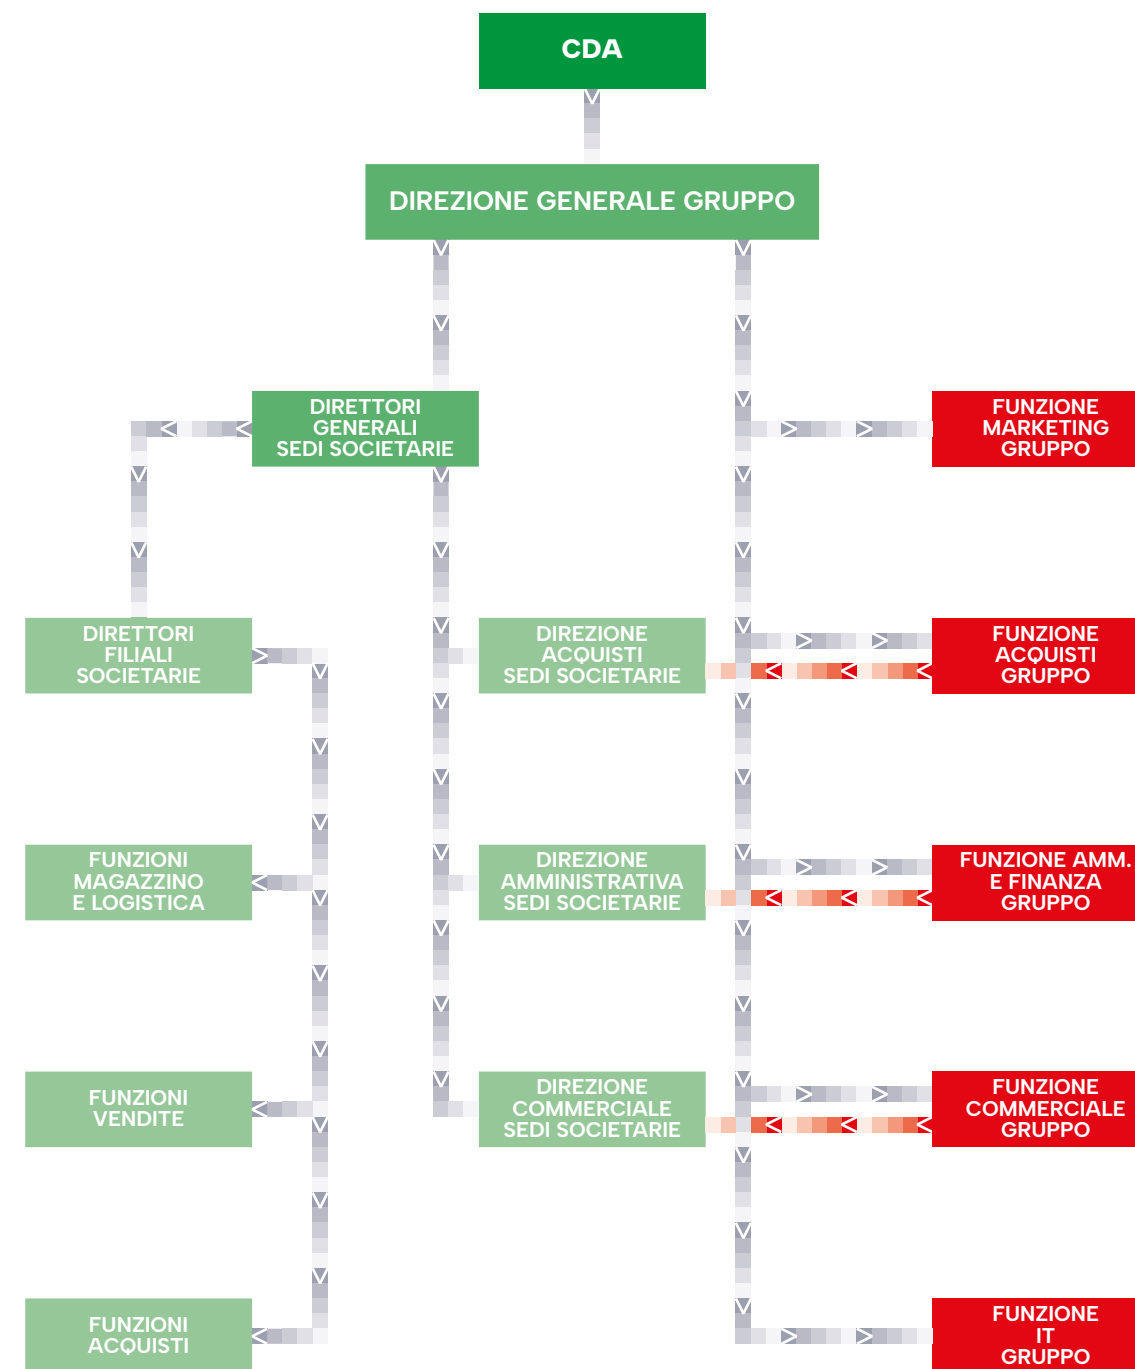 CDA
DIREZIONE GENERALE GRUPPO
DIRETTORI
GENERALI
SEDI SOCIETARIE
FUNZIONE
MARKETING
GRUPPO
DIRETTORI
FILIALI
SOCIETARIE
DIREZIONE
ACQUISTI
SEDI SOCIETARIE
FUNZIONE
ACQUISTI
GRUPPO
FUNZIONI
MAGAZZINO
E LOGISTICA
DIREZIONE
AMMINISTRATIVA
SEDI SOCIETARIE
FUNZIONE AMM.
E FINANZA
GRUPPO
FUNZIONI
VENDITE
DIREZIONE
COMMERCIALE
SEDI SOCIETARIE
FUNZIONE
COMMERCIALE
GRUPPO
FUNZIONI
ACQUISTI
FUNZIONE
IT
GRUPPO